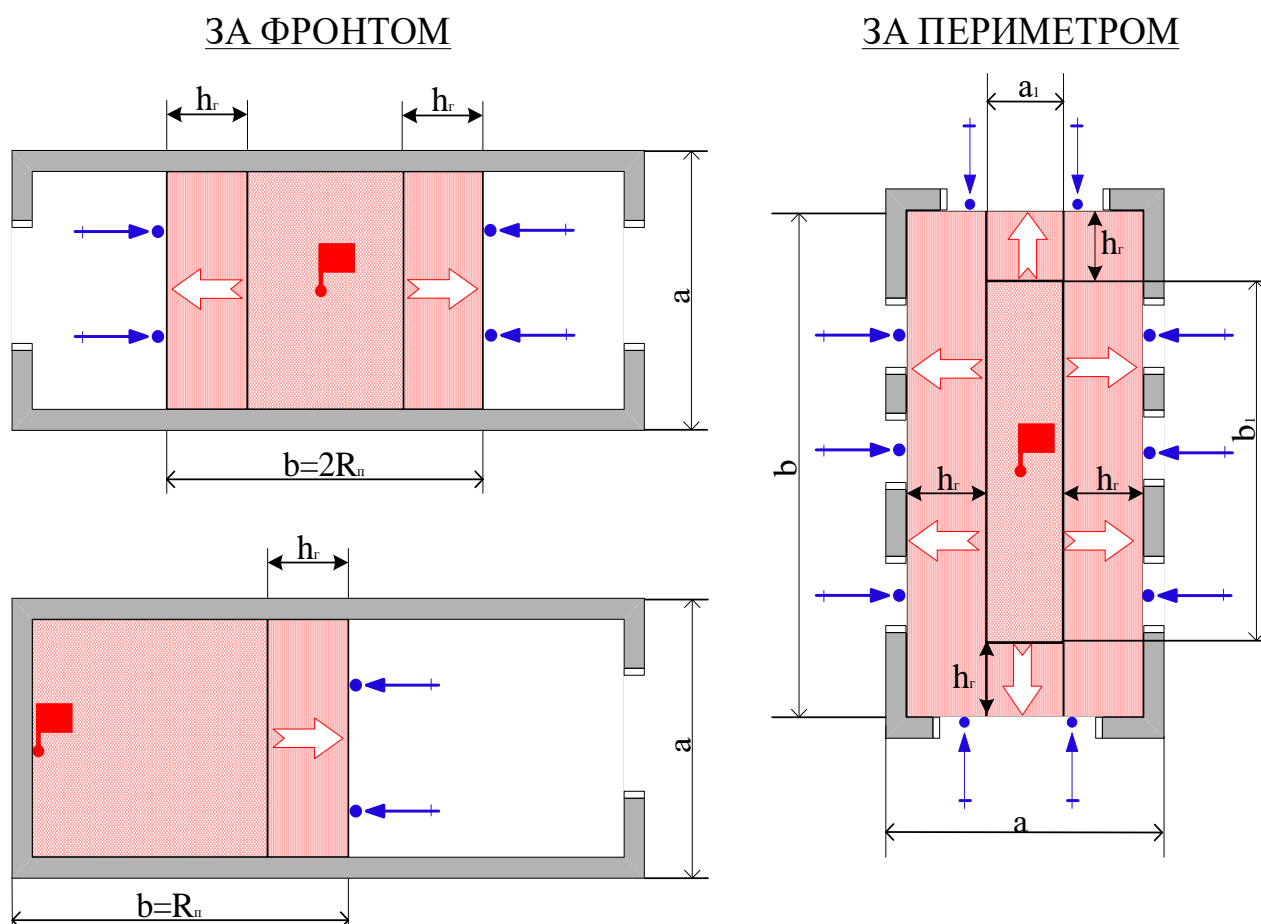 ЗА ФРОНТОМ
hг
hг
a
b=2Rп
hг
a
b=Rп
ЗА ПЕРИМЕТРОМ
a1
hг
b
b1
hг
hг
hг
a